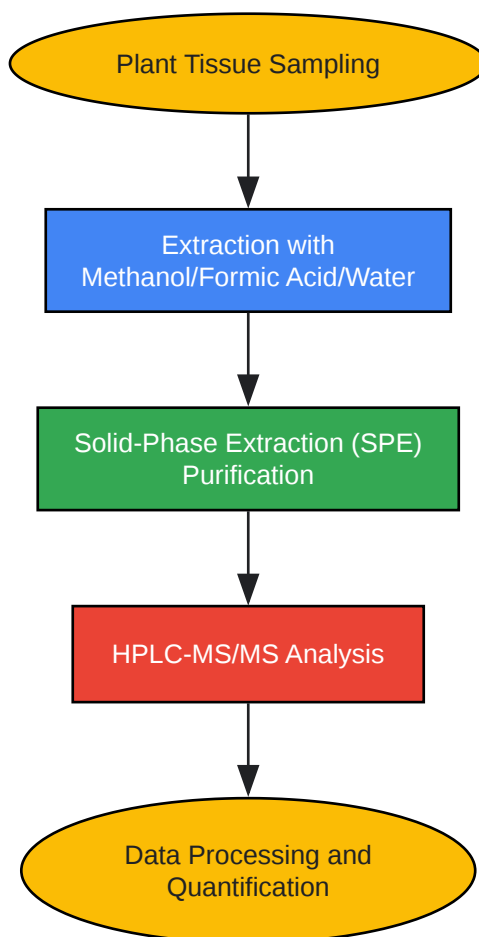 Plant Tissue Sampling
Extraction with
Methanol/Formic Acid/Water
Solid-Phase Extraction (SPE)
Purification
HPLC-MS/MS Analysis
Data Processing and
Quantification